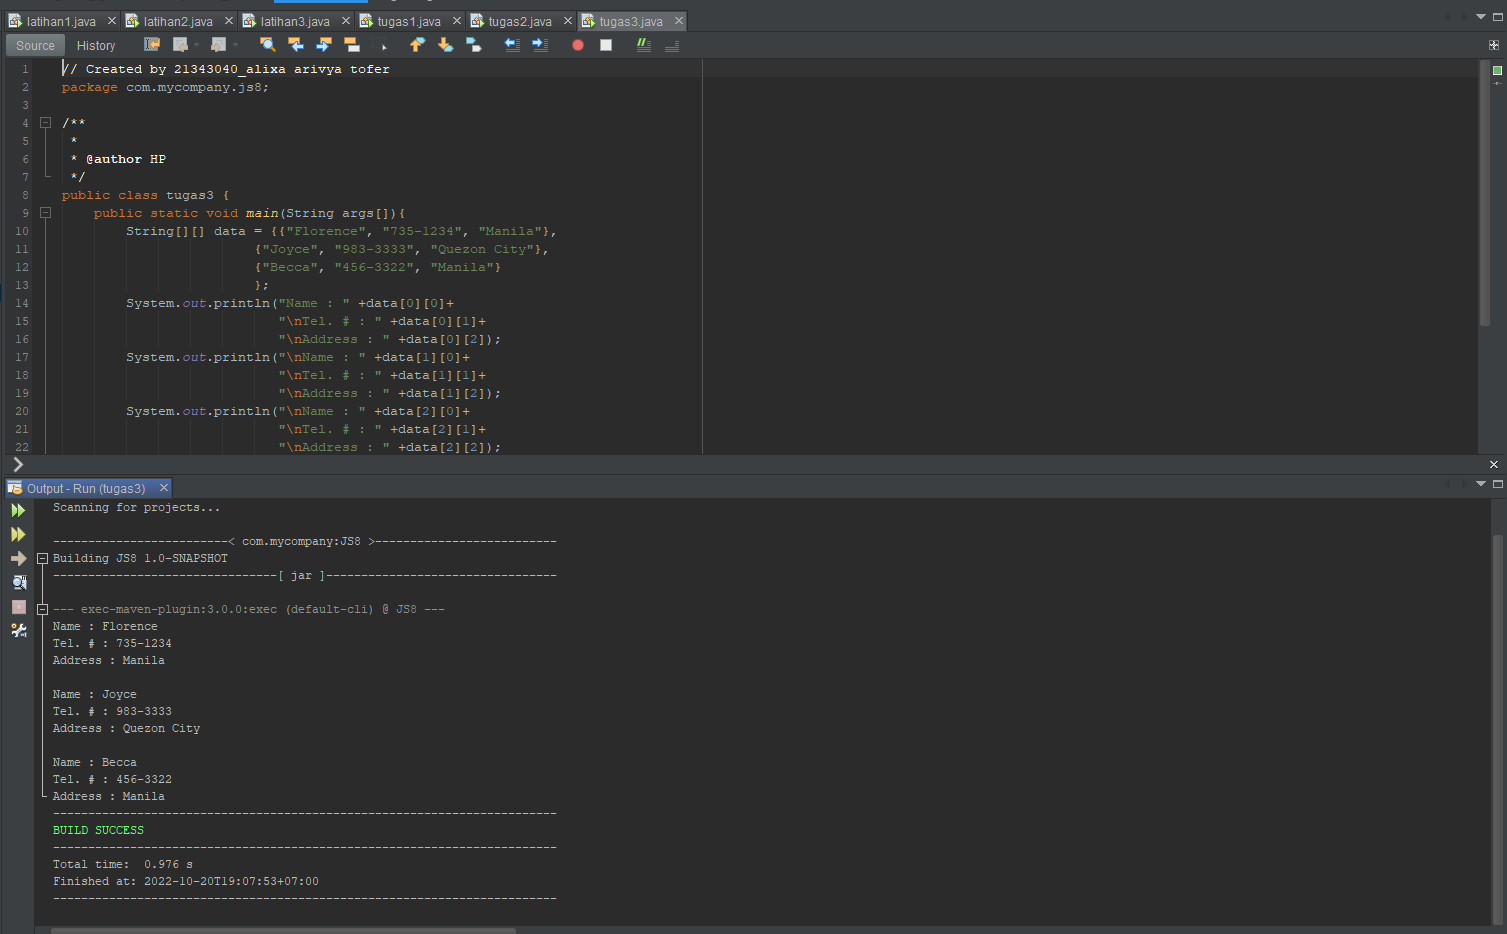 latihan1.java latihan2.java latihan3.java tugas1.java tugas2.java tugas3.java
Source History
1 // Created by 21343040_alixa arivya tofer
2 package com.mycompany.js8;
3
4 /**
5 *
6 * @author HP
7 */
8 public class tugas3 {
9 public static void main(String args[]){
10 String[][] data = {{"Florence", "735-1234", "Manila"},
11 {"Joyce", "983-3333", "Quezon City"},
12 {"Becca", "456-3322", "Manila"}
13 };
14 System.out.println("Name : " +data[0][0]+
15 "\nTel. # : " +data[0][1]+
16 "\nAddress : " +data[0][2]);
17 System.out.println("\nName : " +data[1][0]+
18 "\nTel. # : " +data[1][1]+
19 "\nAddress : " +data[1][2]);
20 System.out.println("\nName : " +data[2][0]+
21 "\nTel. # : " +data[2][1]+
22 "\nAddress : " +data[2][2]);
Output - Run (tugas3)
Scanning for projects...
-------------------------< com.mycompany:JS8 >--------------------------
Building JS8 1.0-SNAPSHOT
--------------------------------[ jar ]---------------------------------
--- exec-maven-plugin:3.0.0:exec (default-cli) @ JS8 ---
Name : Florence
Tel. # : 735-1234
Address : Manila
Name : Joyce
Tel. # : 983-3333
Address : Quezon City
Name : Becca
Tel. # : 456-3322
Address : Manila
------------------------------------------------------------------------
BUILD SUCCESS
------------------------------------------------------------------------
Total time:  0.976 s
Finished at: 2022-10-20T19:07:53+07:00
------------------------------------------------------------------------